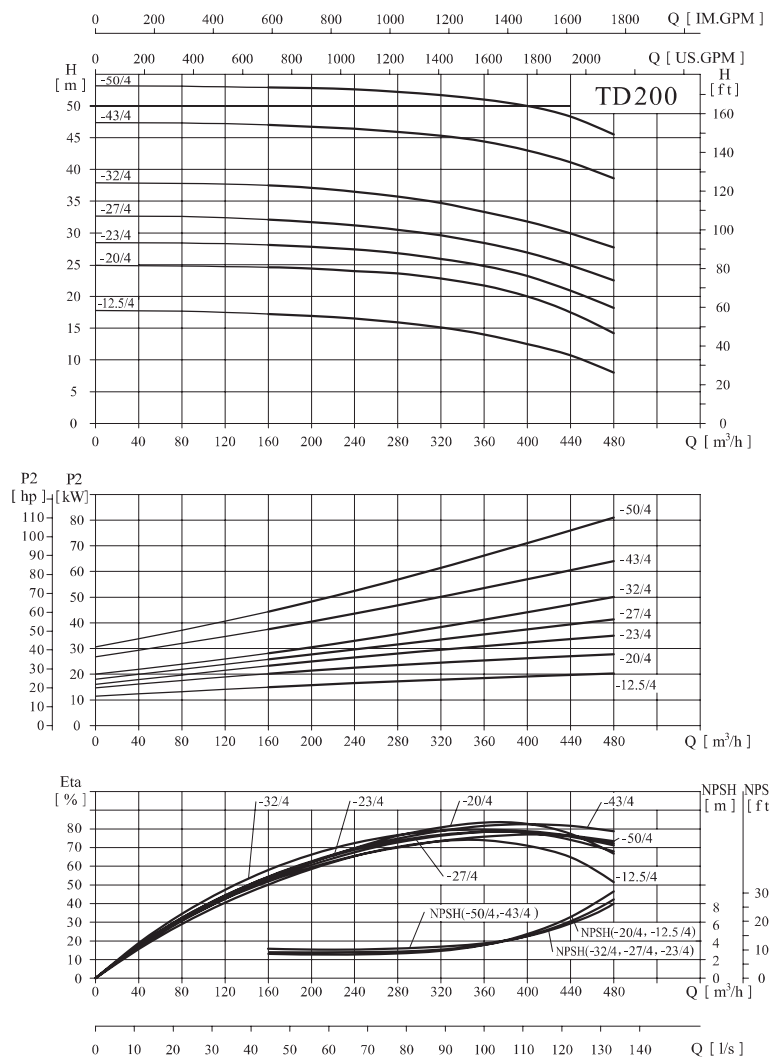 Q [ IM.GPM]
0 200 400 600 800 1000 1200 1400 1600 1800
Q [ US.GPM]
0 200 400 600 800 1000 1200 1400 1600 1800 2000
H
[ m]
H
[ft]
TD200
-50/4
-43/4
-32/4
-27/4
-23/4
-20/4
-12.5/4
50
45
40
35
30
25
20
15
10
5
0
160
140
120
100
80
60
40
20
0
0 40 80 120 160 200 240 280 320 360 400 440 480
Q [ m³/h]
P2
[ hp]
P2
[kW]
110
100
90
80
70
60
50
40
30
20
10
0
80
70
60
50
40
30
20
10
0
-50/4
-43/4
-32/4
-27/4
-23/4
-20/4
-12.5/4
0 40 80 120 160 200 240 280 320 360 400 440 480
Q [ m³/h]
Eta
[ %]
NPSH
[ m]
NPS
[ft
80
70
60
50
40
30
20
10
0
-32/4
-23/4
-20/4
-43/4
-50/4
-27/4
-12.5/4
NPSH(-50/4,-43/4 )
NPSH(-20/4, -12.5/4)
NPSH(-32/4, -27/4, -23/4)
8
6
4
2
0
30
20
10
0
0 40 80 120 160 200 240 280 320 360 400 440 480
Q [ m³/h]
0 10 20 30 40 50 60 70 80 90 100 110 120 130 140
Q [ l/s]